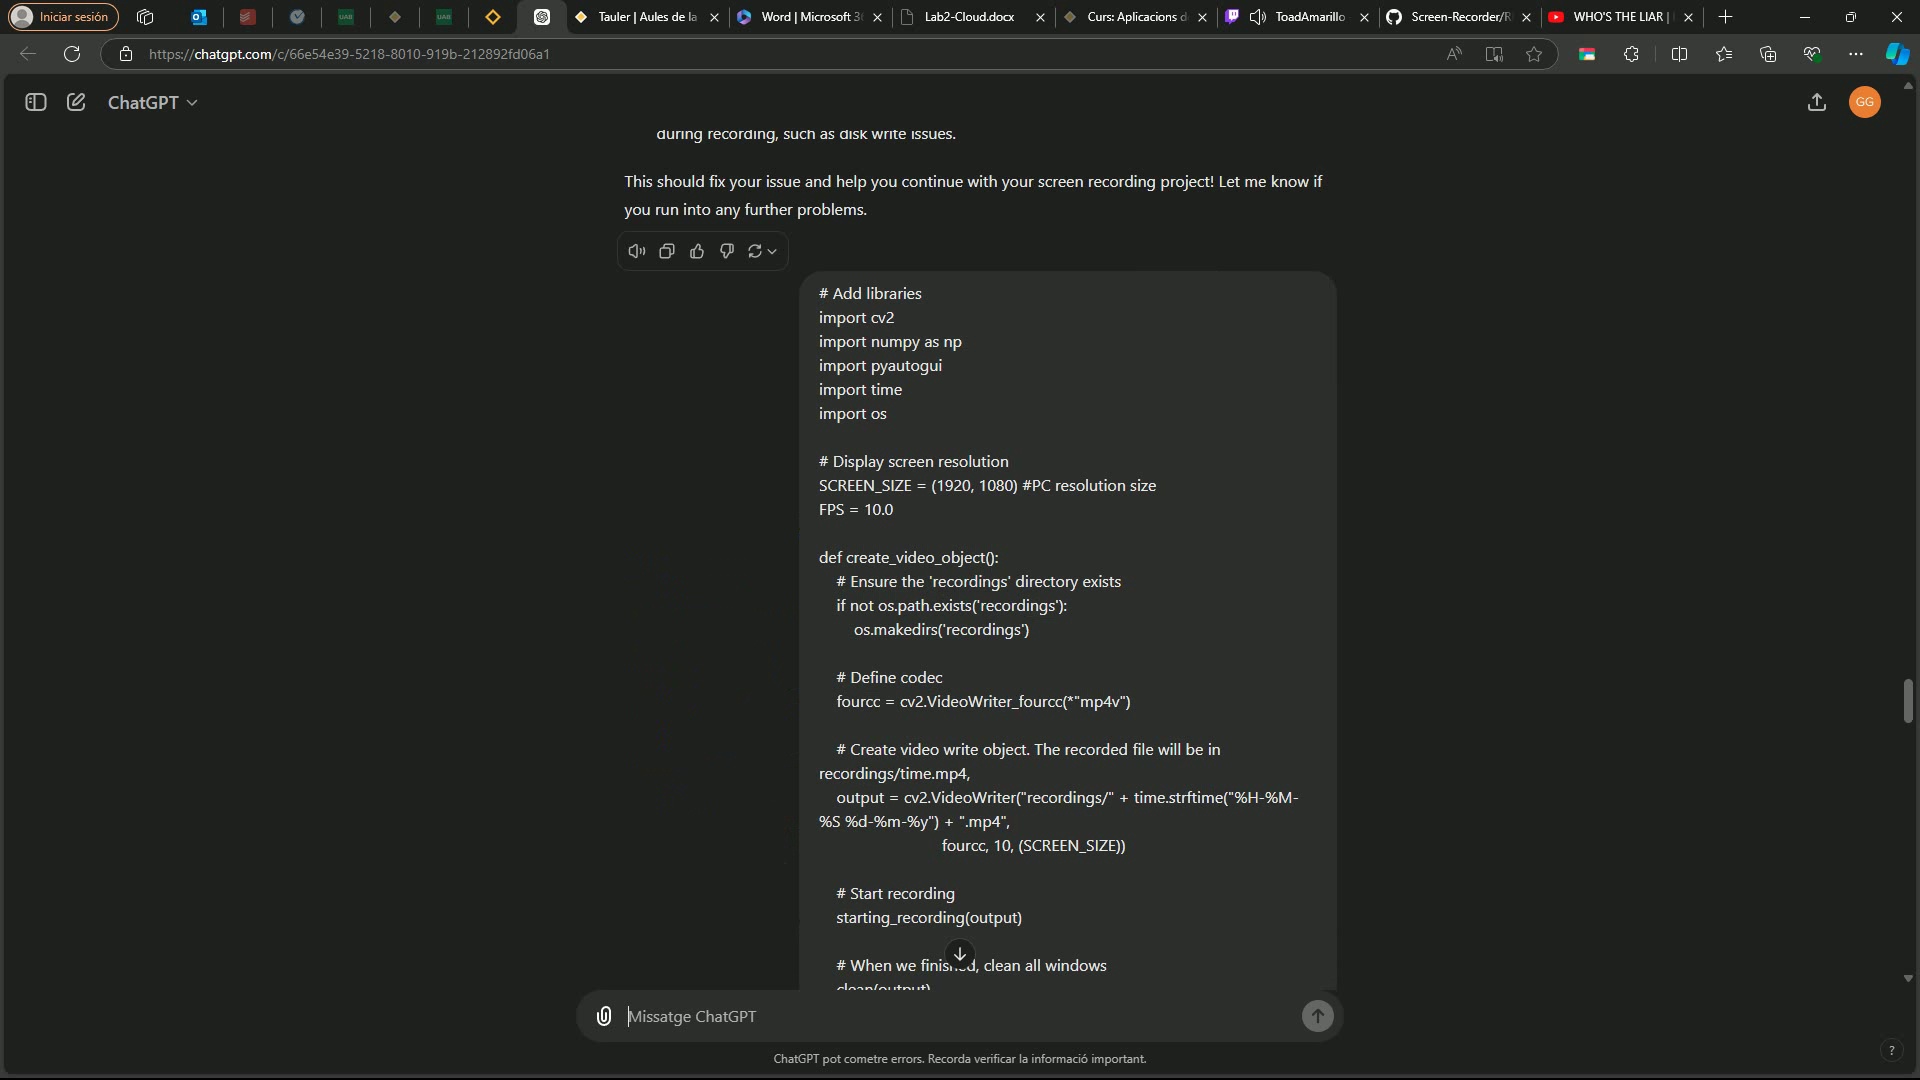 Iniciar sesión
UAB
UAB
Tauler | Aules de la
Word | Microsoft 3
Lab2-Cloud.docx
Curs: Aplicacions d
ToadAmarillo
Screen-Recorder/R
WHO'S THE LIAR |
https://chatgpt.com/c/66e54e39-5218-8010-919b-212892fd06a1
ChatGPT
GG
during recording, such as disk write issues.
This should fix your issue and help you continue with your screen recording project! Let me know if
you run into any further problems.
# Add libraries
import cv2
import numpy as np
import pyautogui
import time
import os
# Display screen resolution
SCREEN_SIZE = (1920, 1080) #PC resolution size
FPS = 10.0
def create_video_object():
# Ensure the 'recordings' directory exists
if not os.path.exists('recordings'):
os.makedirs('recordings')
# Define codec
fourcc = cv2.VideoWriter_fourcc(*"mp4v")
# Create video write object. The recorded file will be in
recordings/time.mp4,
output = cv2.VideoWriter("recordings/" + time.strftime("%H-%M-
%S %d-%m-%y") + ".mp4",
fourcc, 10, (SCREEN_SIZE))
# Start recording
starting_recording(output)
# When we finished, clean all windows
clean(output)
Missatge ChatGPT
ChatGPT pot cometre errors. Recorda verificar la informació important.
?